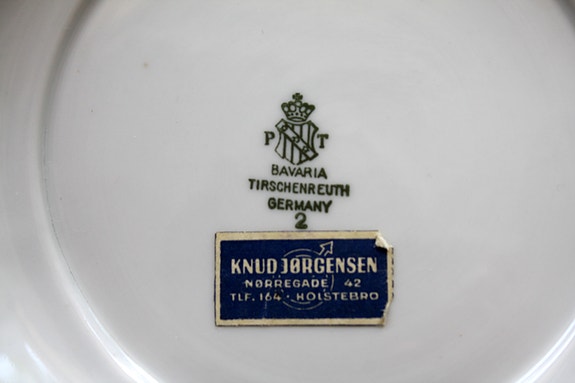 P T
BAVARIA
TIRSCHENREUTH
GERMANY
2
KNUD JØRGENSEN
NØRREGADE 42
TLF. 164 · HOLSTEBRO